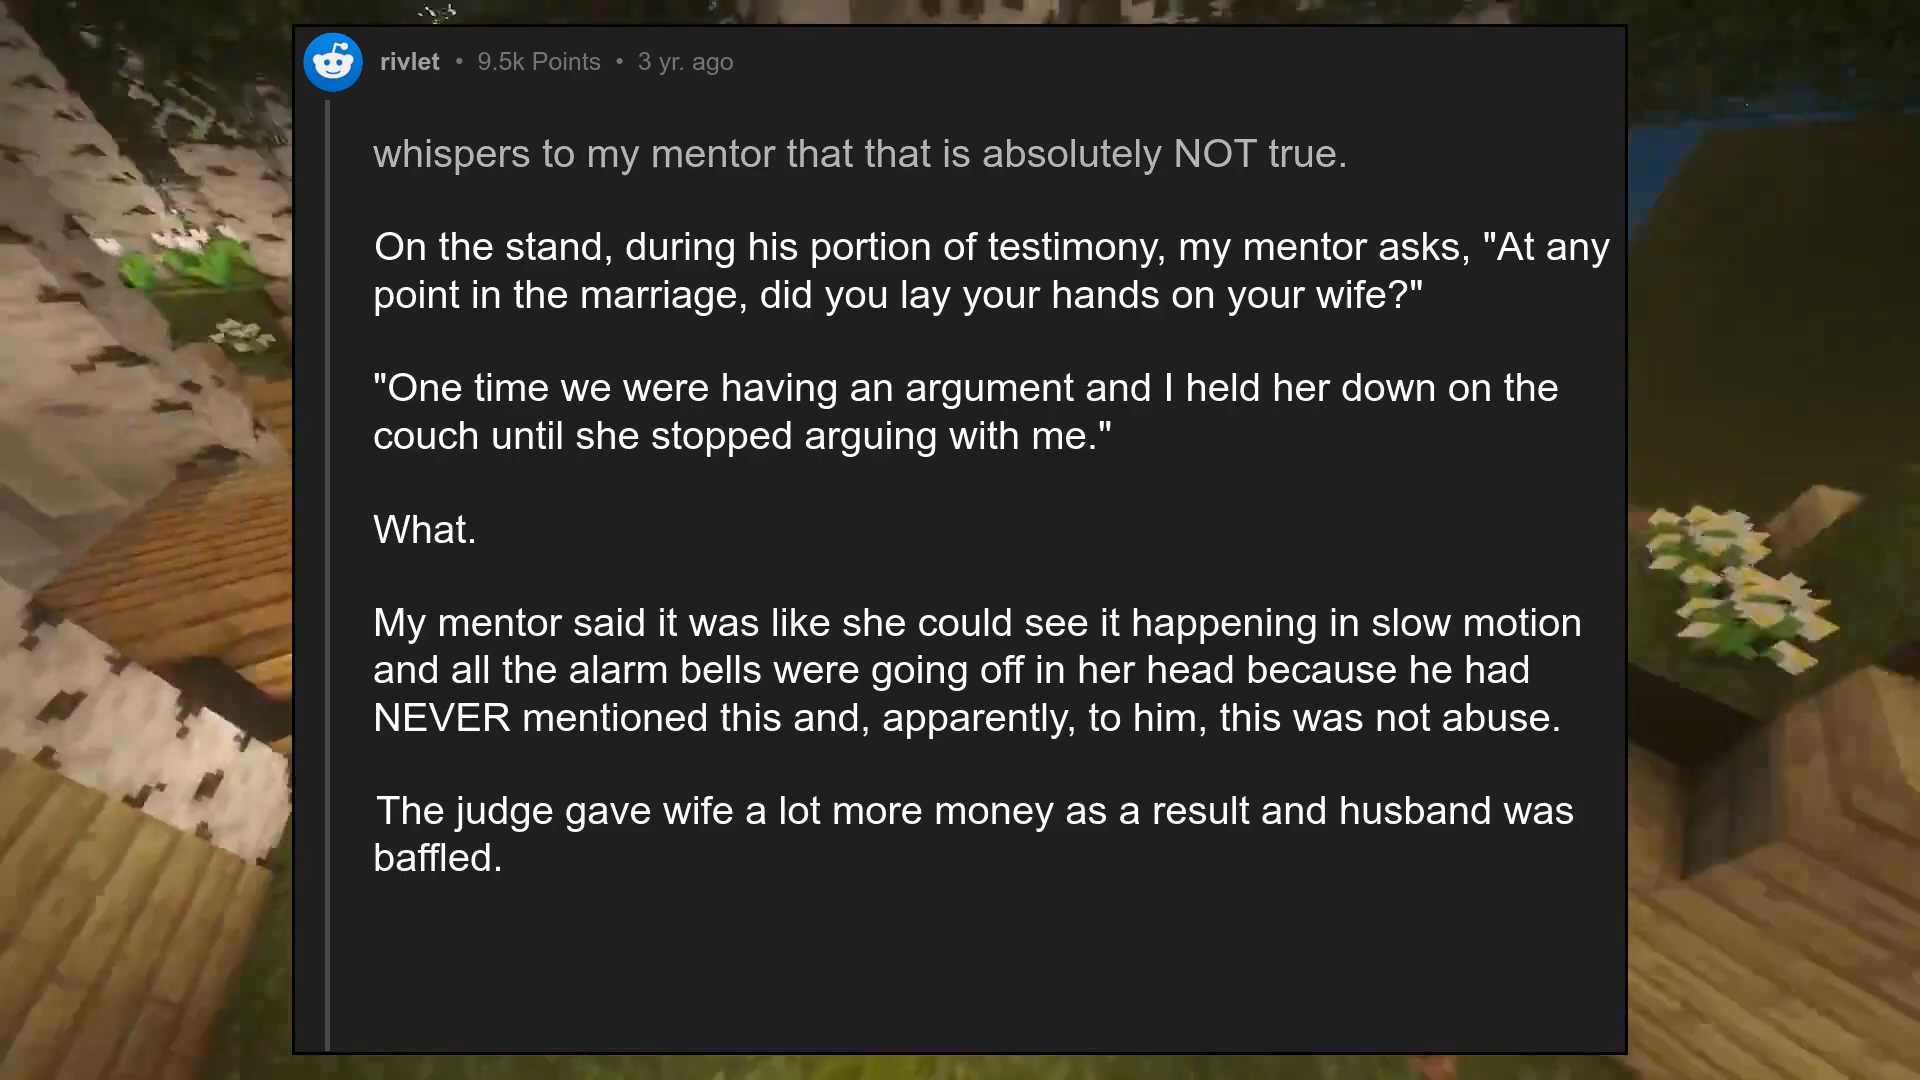 rivlet • 9.5k Points • 3 yr. ago
whispers to my mentor that that is absolutely NOT true.
On the stand, during his portion of testimony, my mentor asks, "At any
point in the marriage, did you lay your hands on your wife?"
"One time we were having an argument and I held her down on the
couch until she stopped arguing with me."
What.
My mentor said it was like she could see it happening in slow motion
and all the alarm bells were going off in her head because he had
NEVER mentioned this and, apparently, to him, this was not abuse.
The judge gave wife a lot more money as a result and husband was
baffled.